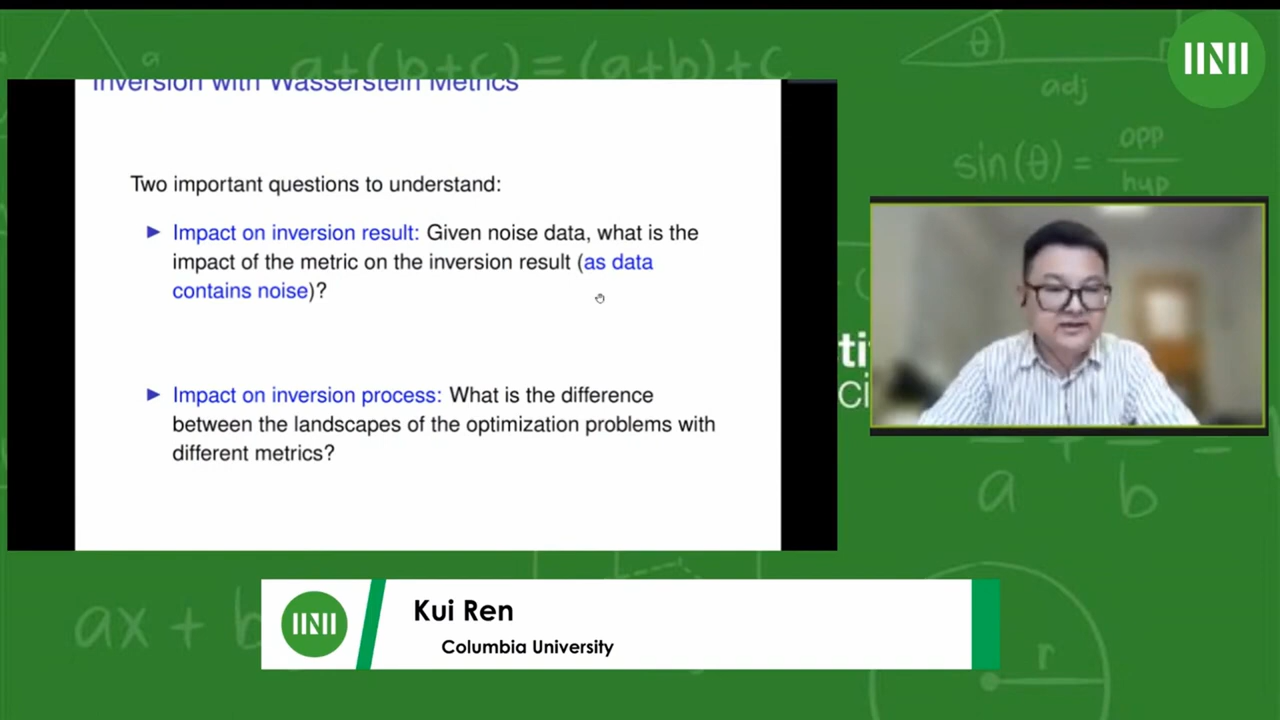 a+(b+c)=(a+b)+c
a
θ
adj
sin(θ) = opp
hyp
Inversion with Wasserstein Metrics
Two important questions to understand:
Impact on inversion result: Given noise data, what is the
impact of the metric on the inversion result (as data
contains noise)?
Impact on inversion process: What is the difference
between the landscapes of the optimization problems with
different metrics?
a
b
ax + b
r
Kui Ren
Columbia University